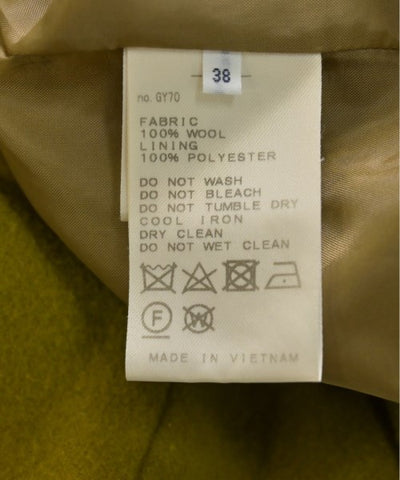 38
no. GY70
FABRIC
100% WOOL
LINING
100% POLYESTER
DO NOT WASH
DO NOT BLEACH
DO NOT TUMBLE DRY
COOL IRON
DRY CLEAN
DO NOT WET CLEAN
F W
MADE IN VIETNAM